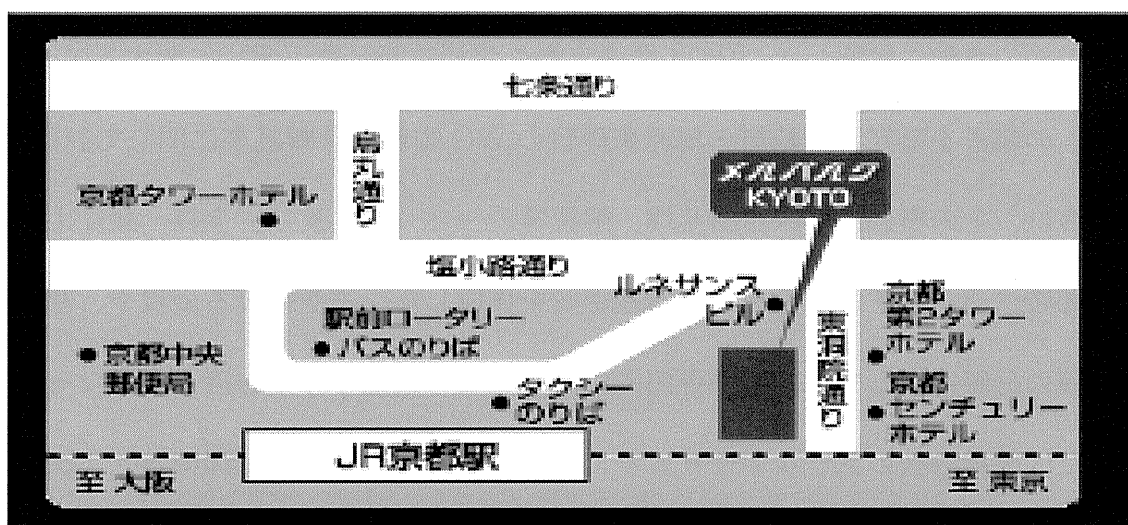 七条通り
烏丸通り
メルパルク
KYOTO
京都タワーホテル
塩小路通り
ルネサンス
ビル
京都
第2タワー
ホテル
駅前ロータリー
バスのりば
東洞院通り
京都中央
郵便局
タクシー
のりば
京都
センチュリー
ホテル
JR京都駅
至 大阪
至 東京